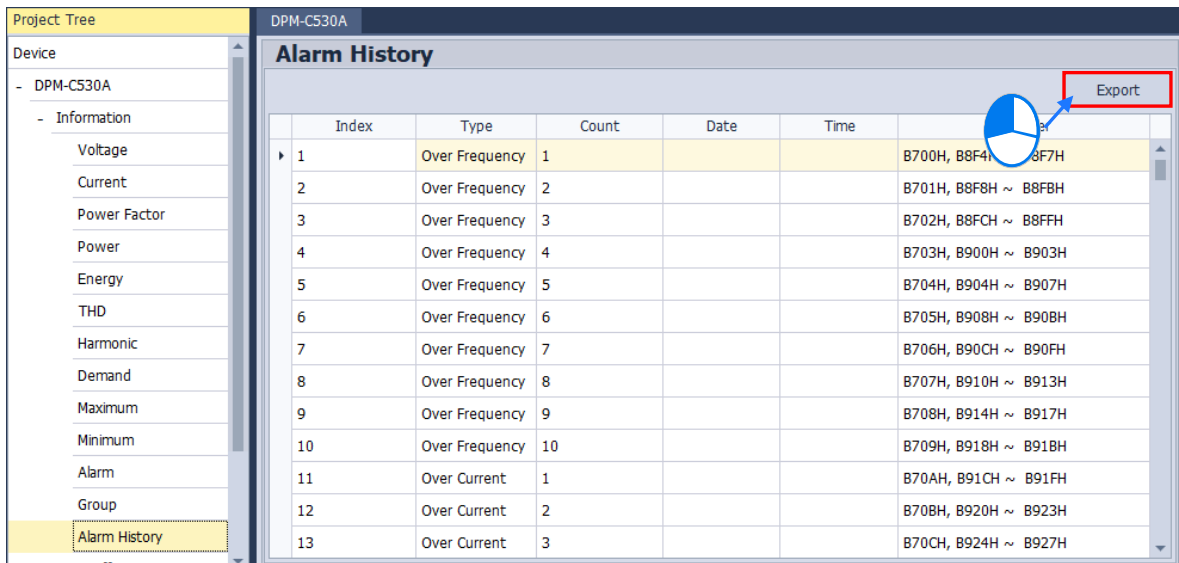 Project Tree
DPM-C530A
Device
- DPM-C530A
- Information
Voltage
Current
Power Factor
Power
Energy
THD
Harmonic
Demand
Maximum
Minimum
Alarm
Group
Alarm History
Alarm History
Export
Index Type Count Date Time
1 Over Frequency 1 B700H, B8F7H
2 Over Frequency 2 B701H, B8F8H ~ B8FBH
3 Over Frequency 3 B702H, B8FCH ~ B8FFH
4 Over Frequency 4 B703H, B900H ~ B903H
5 Over Frequency 5 B704H, B904H ~ B907H
6 Over Frequency 6 B705H, B908H ~ B90BH
7 Over Frequency 7 B706H, B90CH ~ B90FH
8 Over Frequency 8 B707H, B910H ~ B913H
9 Over Frequency 9 B708H, B914H ~ B917H
10 Over Frequency 10 B709H, B918H ~ B91BH
11 Over Current 1 B70AH, B91CH ~ B91FH
12 Over Current 2 B70BH, B920H ~ B923H
13 Over Current 3 B70CH, B924H ~ B927H